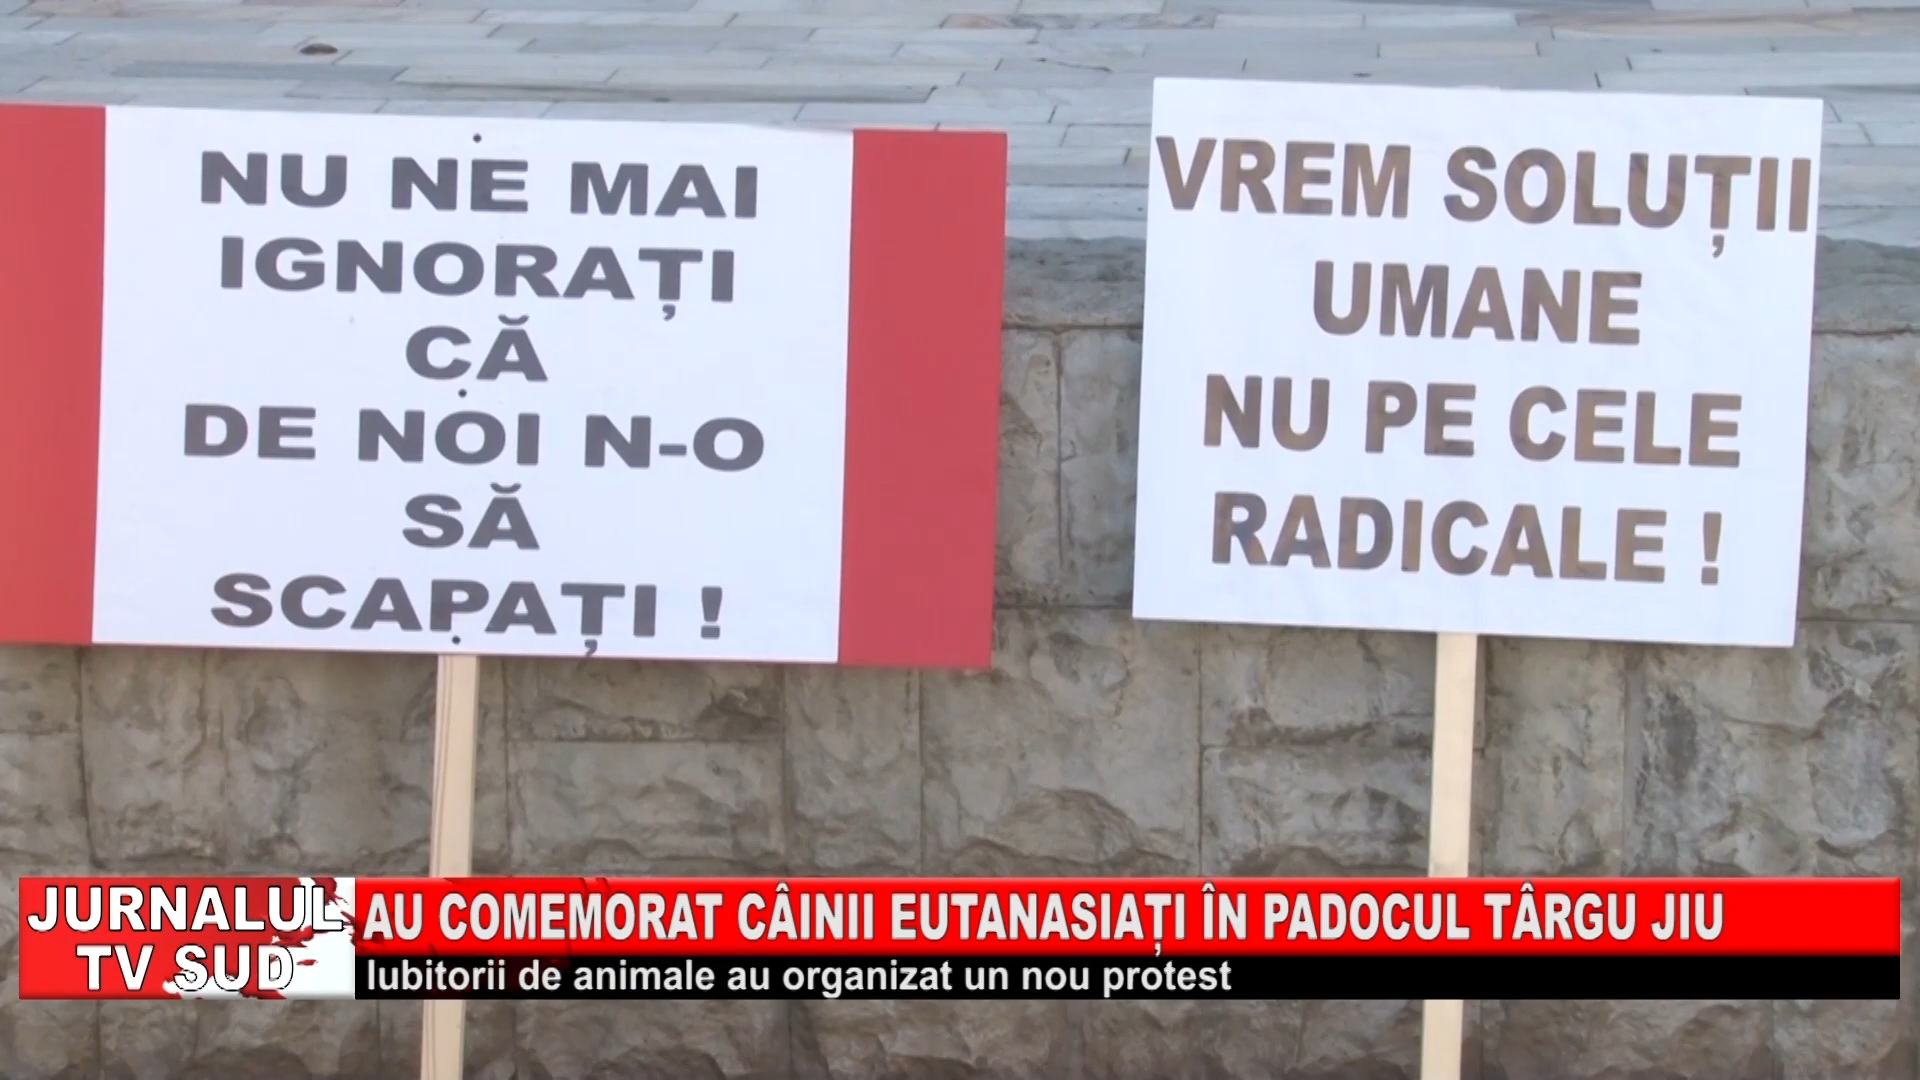 NU NE MAI
IGNORAȚI
CĂ
DE NOI N-O
SĂ
SCAPAȚI !
VREM SOLUȚII
UMANE
NU PE CELE
RADICALE !
JURNALUL
TV SUD
AU COMEMORAT CÂINII EUTANASIAȚI ÎN PADOCUL TÂRGU JIU
Iubitorii de animale au organizat un nou protest